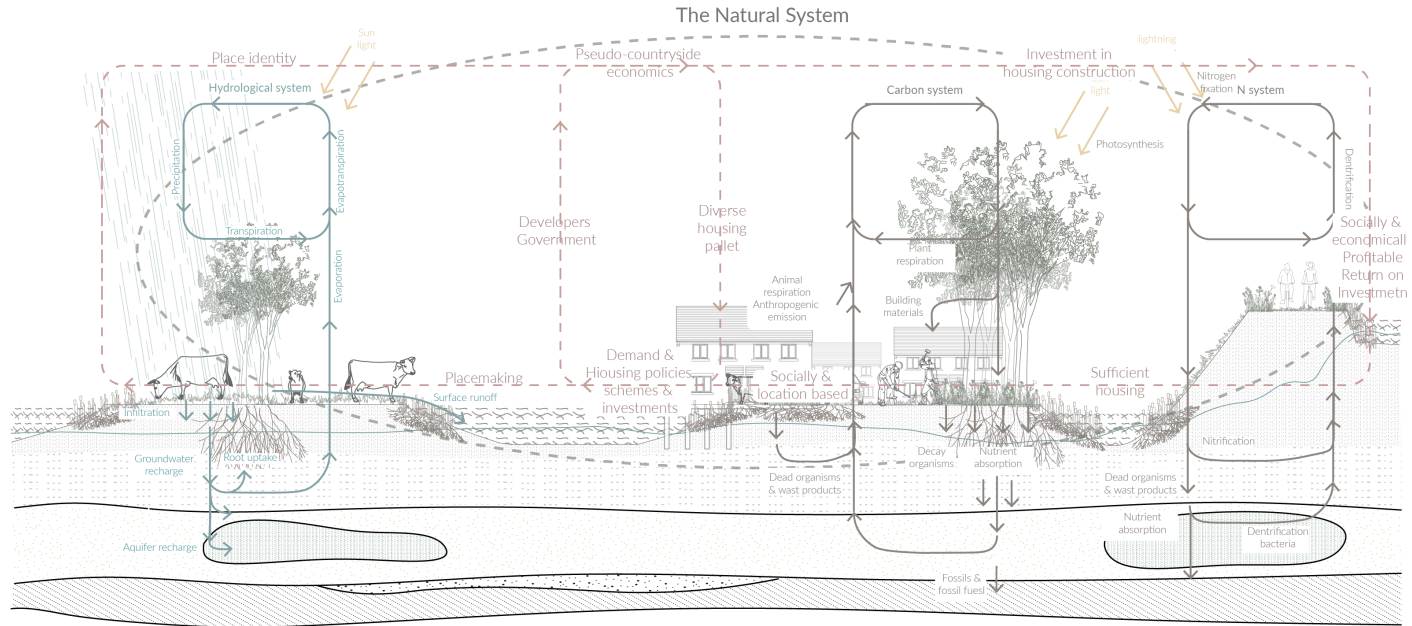 The Natural System
Sun
light
lightning
Place identity
Pseudo-countryside
economics
Investment in
housing construction
light
Nitrogen
fixation
N system
Hydrological system
Carbon system
Photosynthesis
Precipitation
Evapotranspiration
Dentrification
Transpiration
Developers
Government
Diverse
housing
pallet
Plant
respiration
Socially &
economicall
Profitable
Return on
Investmetn
Evaporation
Animal
respiration
Anthropogenic
emission
Building
materials
Demand &
Hiousing policies
schemes &
investments
Placemaking
Socially &
location based
Sufficient
housing
Infiltration
Surface runoff
Groundwater
recharge
Root uptake
Decay
organisms
Nutrient
absorption
Nitrification
Dead organisms
& wast products
Dead organisms
& wast products
Nutrient
absorption
Dentrification
bacteria
Aquifer recharge
Fossils &
fossil fuesl